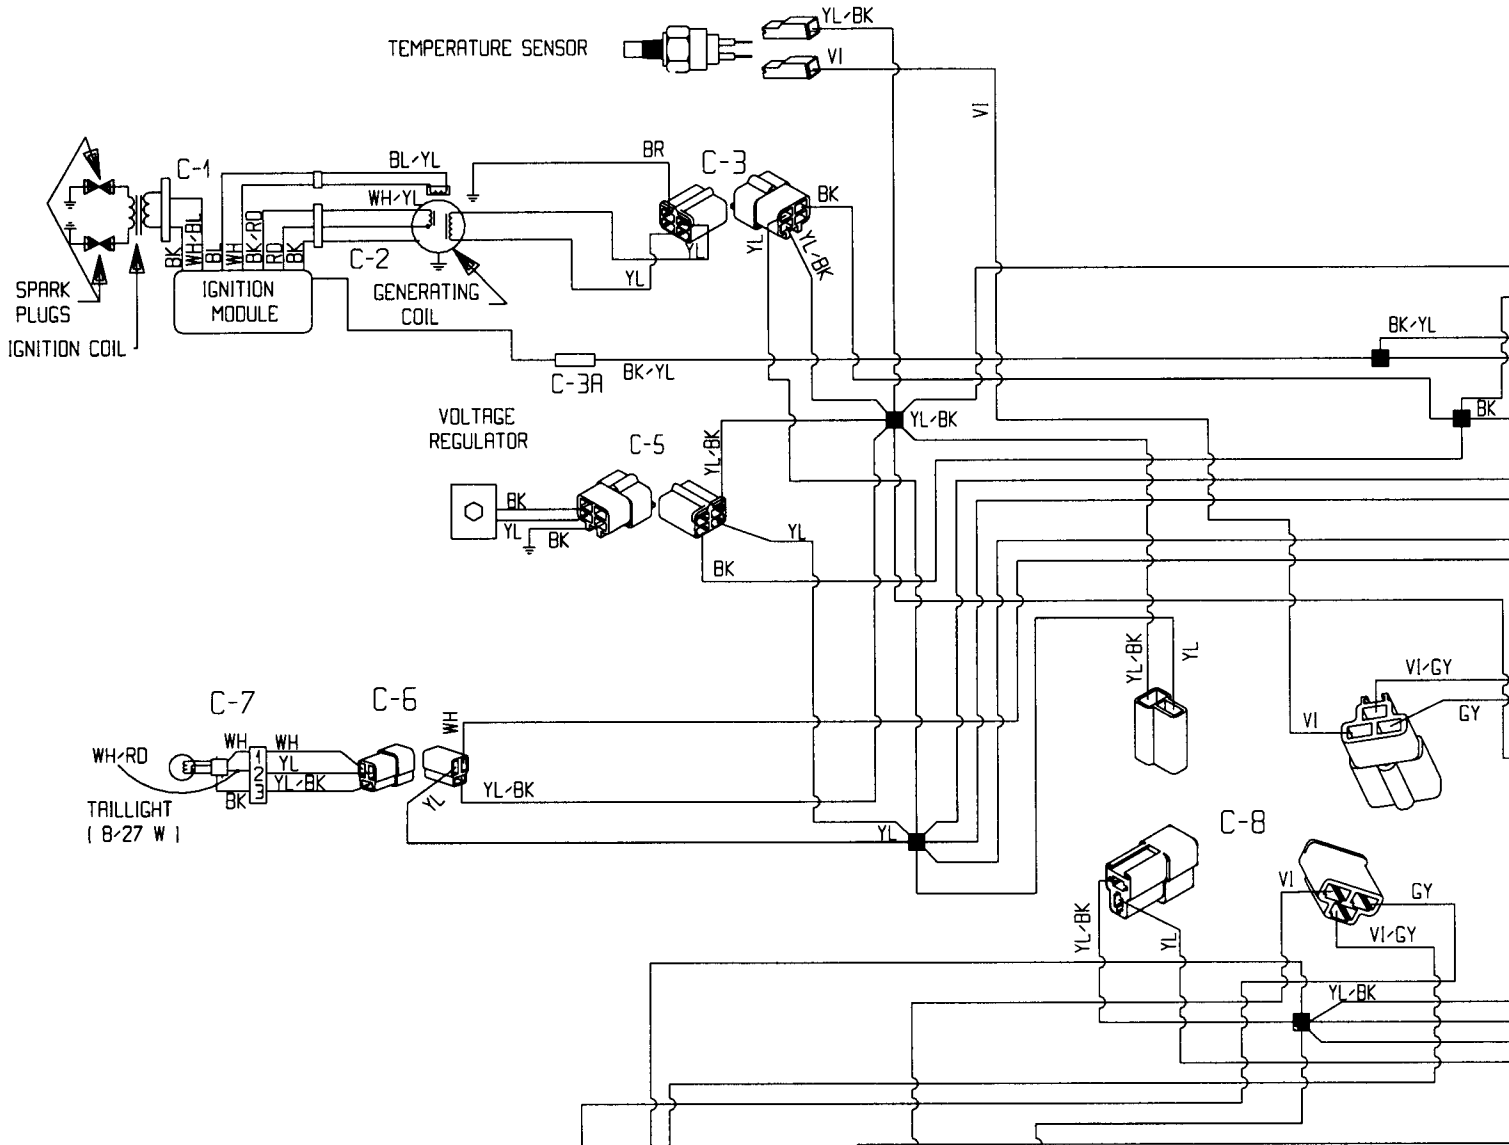 YL/BK
TEMPERATURE SENSOR
VI
VI
C-1
BL/YL
BR
C-3
WH/YL
BK
BK
WH/BL
BL
WH
BK/RD
RD
BK
C-2
YL
YL/BK
YL
YL
SPARK
PLUGS
IGNITION
MODULE
GENERATING
COIL
IGNITION COIL
C-3A
BK/YL
BK/YL
VOLTAGE
REGULATOR
C-5
YL/BK
YL/BK
BK
BK
YL
BK
YL
BK
YL/BK
YL
C-7
C-6
WH
VI/GY
VI
GY
WH/RD
WH
1
WH
2
YL
3
YL/BK
BK
YL
YL/BK
TAILLIGHT
( 8/27 W )
YL
C-8
VI
GY
YL/BK
YL
VI/GY
YL/BK